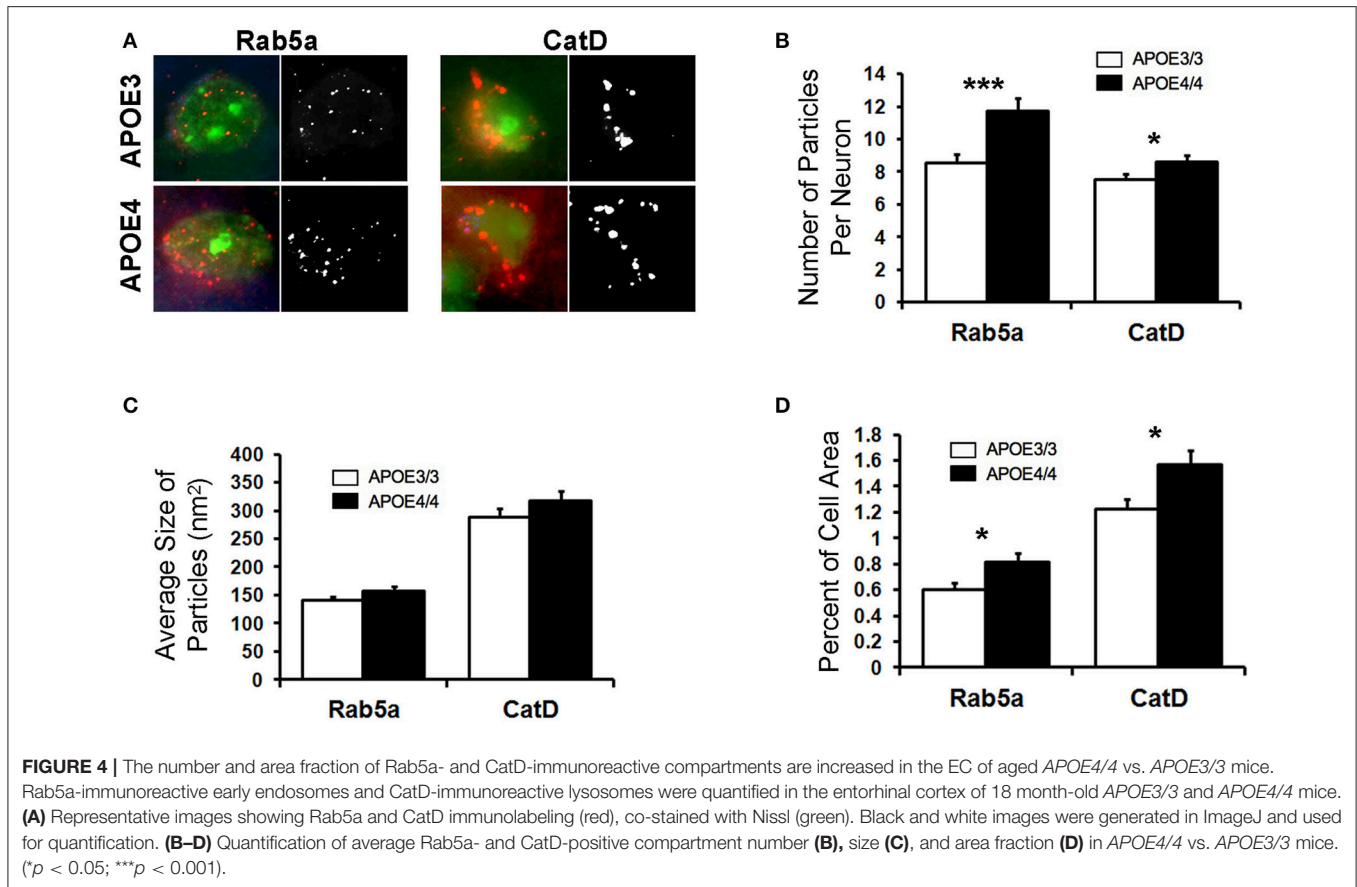 A
Rab5a
CatD
APOE3
APOE4
B
Number of Particles
Per Neuron
14
12
10
8
6
4
2
0
***
*
APOE3/3
APOE4/4
Rab5a
CatD
C
Average Size of
Particles (nm²)
400
350
300
250
200
150
100
50
0
APOE3/3
APOE4/4
Rab5a
CatD
D
Percent of Cell Area
1.8
1.6
1.4
1.2
1
0.8
0.6
0.4
0.2
0
APOE3/3
APOE4/4
*
*
Rab5a
CatD
FIGURE 4 | The number and area fraction of Rab5a- and CatD-immunoreactive compartments are increased in the EC of aged APOE4/4 vs. APOE3/3 mice.
Rab5a-immunoreactive early endosomes and CatD-immunoreactive lysosomes were quantified in the entorhinal cortex of 18 month-old APOE3/3 and APOE4/4 mice.
(A) Representative images showing Rab5a and CatD immunolabeling (red), co-stained with Nissl (green). Black and white images were generated in ImageJ and used
for quantification. (B–D) Quantification of average Rab5a- and CatD-positive compartment number (B), size (C), and area fraction (D) in APOE4/4 vs. APOE3/3 mice.
(*p < 0.05; ***p < 0.001).